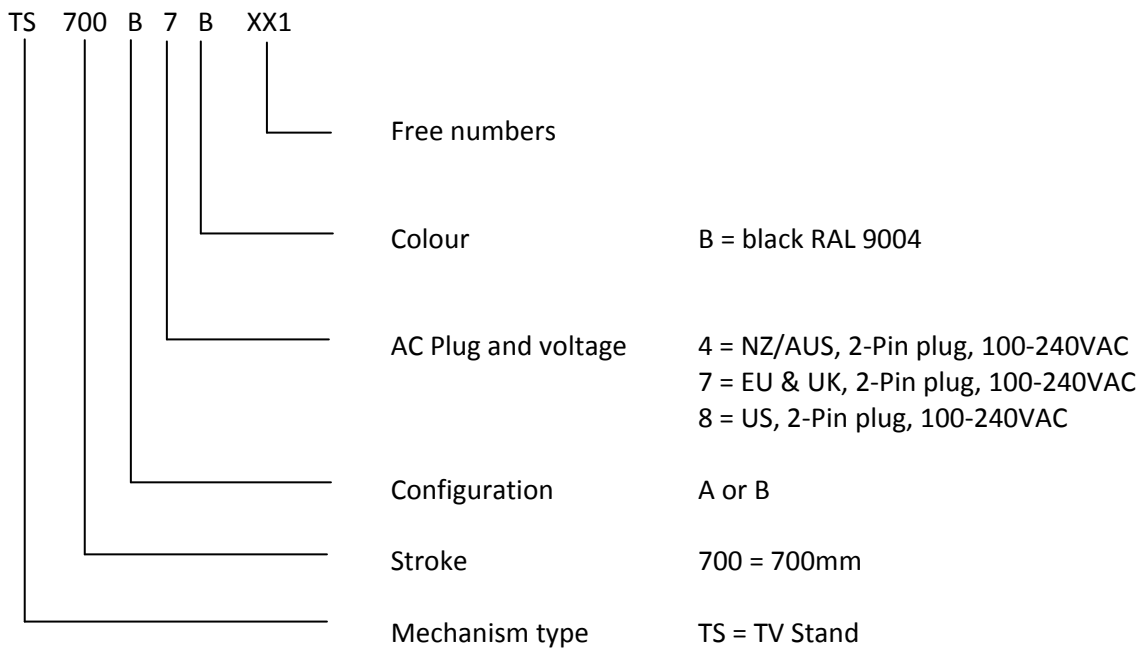 TS 700 B 7 B XX1
Free numbers
Colour B = black RAL 9004
AC Plug and voltage 4 = NZ/AUS, 2-Pin plug, 100-240VAC
7 = EU & UK, 2-Pin plug, 100-240VAC
8 = US, 2-Pin plug, 100-240VAC
Configuration A or B
Stroke 700 = 700mm
Mechanism type TS = TV Stand